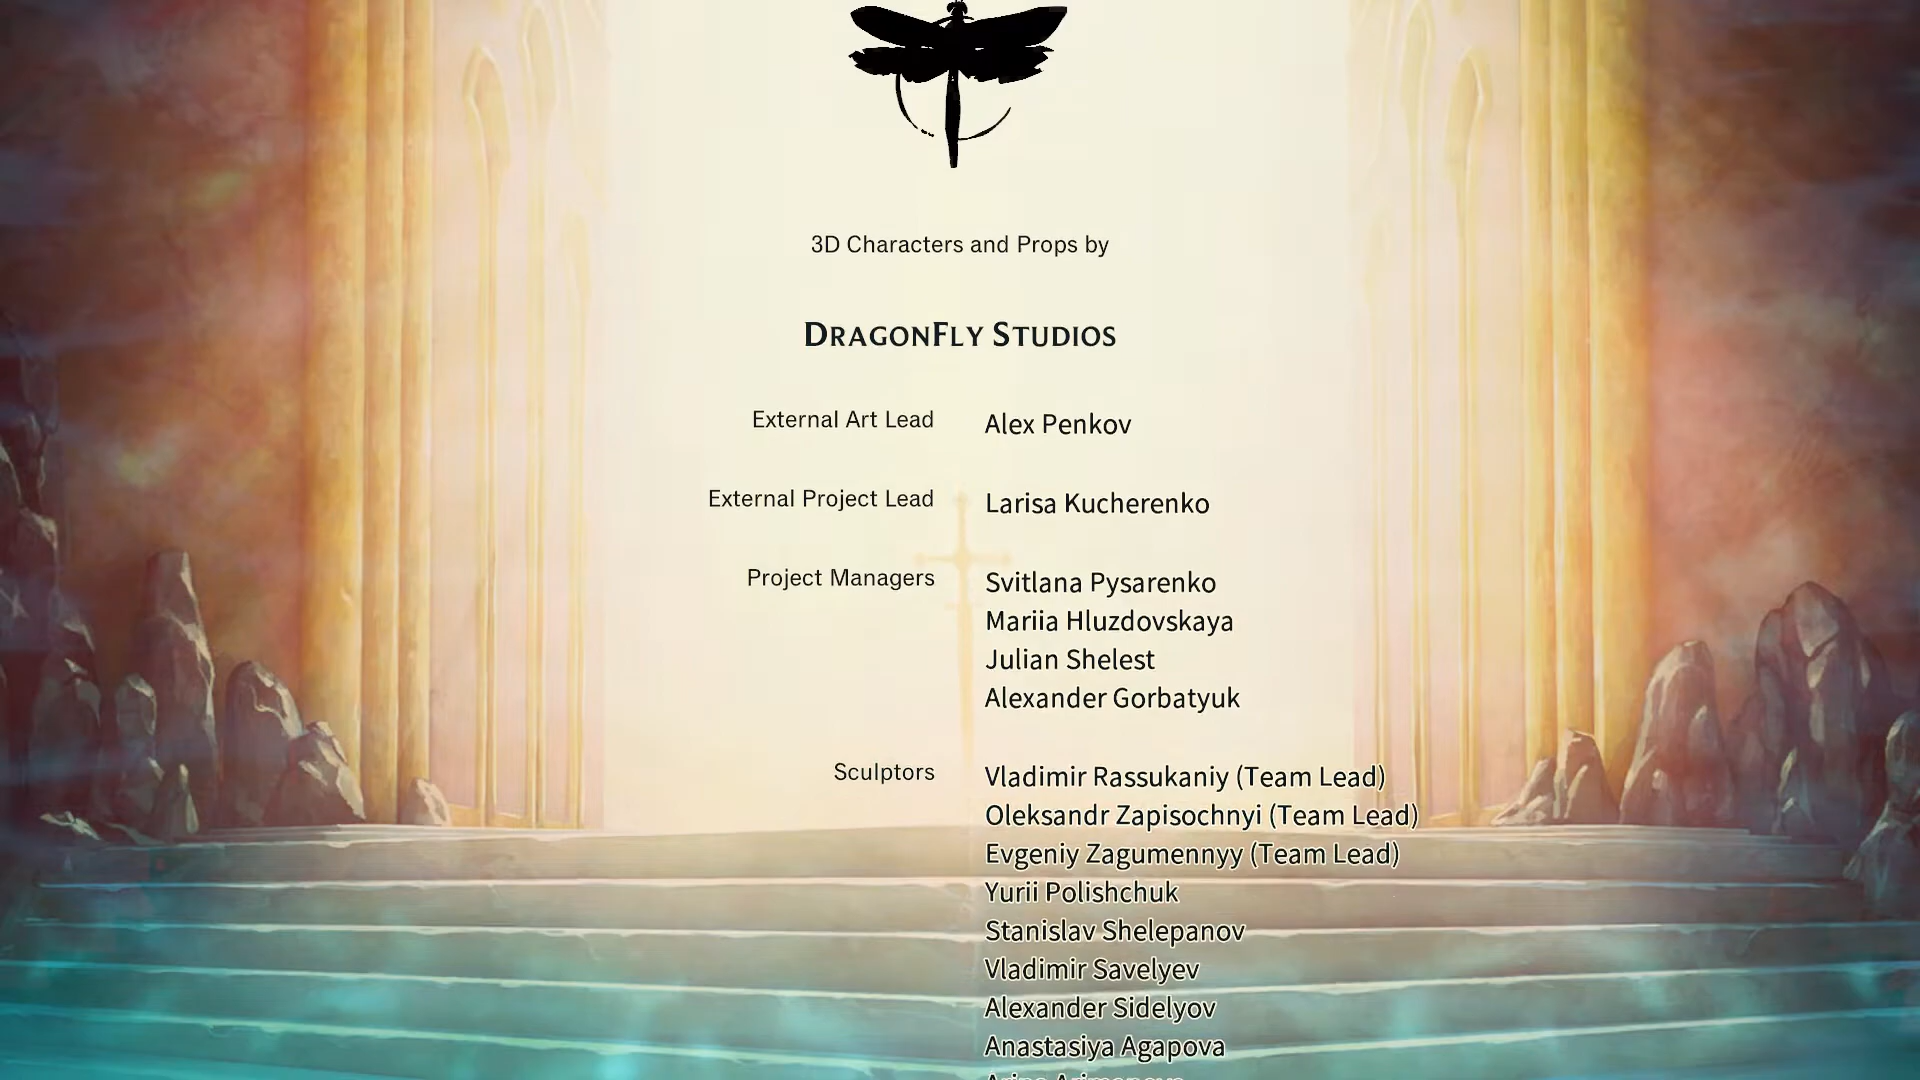 3D Characters and Props by
DRAGONFLY STUDIOS
External Art Lead Alex Penkov
External Project Lead Larisa Kucherenko
Project Managers Svitlana Pysarenko
Mariia Hluzdovskaya
Julian Shelest
Alexander Gorbatyuk
Sculptors Vladimir Rassukaniy (Team Lead)
Oleksandr Zapisochnyi (Team Lead)
Evgeniy Zagumennyy (Team Lead)
Yurii Polishchuk
Stanislav Shelepanov
Vladimir Savelyev
Alexander Sidelyov
Anastasiya Agapova